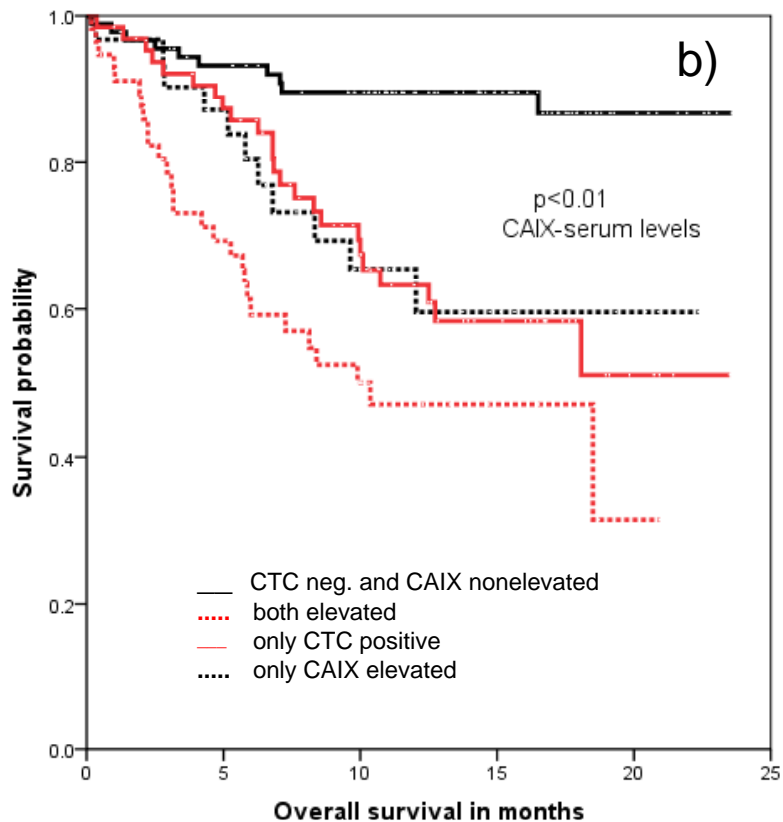 1.0
b)
0.8
p<0.01
CAIX-serum levels
0.6
Survival probability
0.4
CTC neg. and CAIX nonelevated
both elevated
0.2
only CTC positive
only CAIX elevated
0.0
0 5 10 15 20 25
Overall survival in months